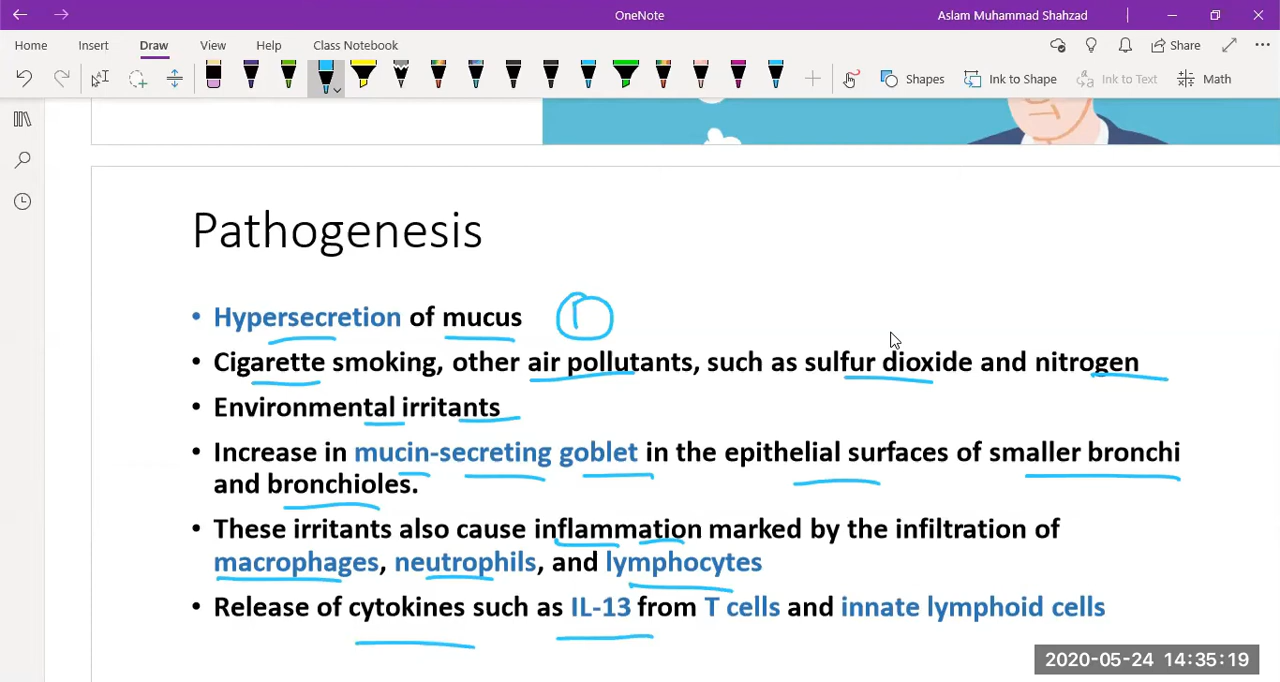 OneNote
Aslam Muhammad Shahzad
Home Insert Draw View Help Class Notebook Share
Shapes Ink to Shape Ink to Text Math
Pathogenesis
• Hypersecretion of mucus 1
• Cigarette smoking, other air pollutants, such as sulfur dioxide and nitrogen
• Environmental irritants
• Increase in mucin-secreting goblet in the epithelial surfaces of smaller bronchi
and bronchioles.
• These irritants also cause inflammation marked by the infiltration of
macrophages, neutrophils, and lymphocytes
• Release of cytokines such as IL-13 from T cells and innate lymphoid cells
2020-05-24 14:35:19